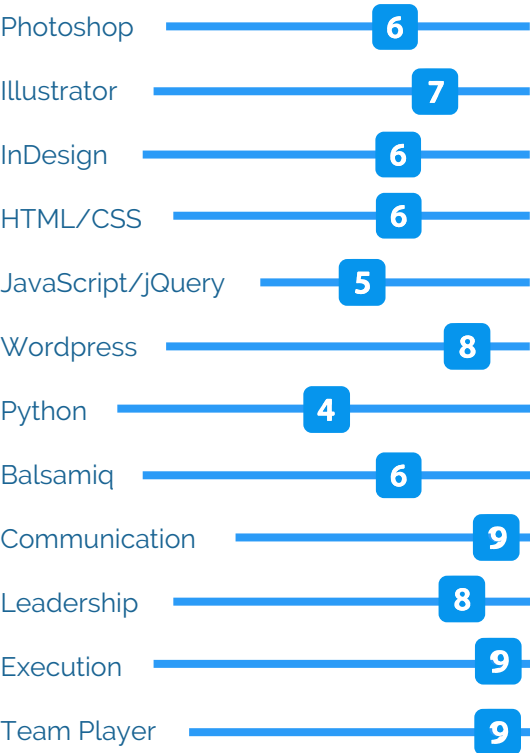 Photoshop 6
Illustrator 7
InDesign 6
HTML/CSS 6
JavaScript/jQuery 5
Wordpress 8
Python 4
Balsamiq 6
Communication 9
Leadership 8
Execution 9
Team Player 9